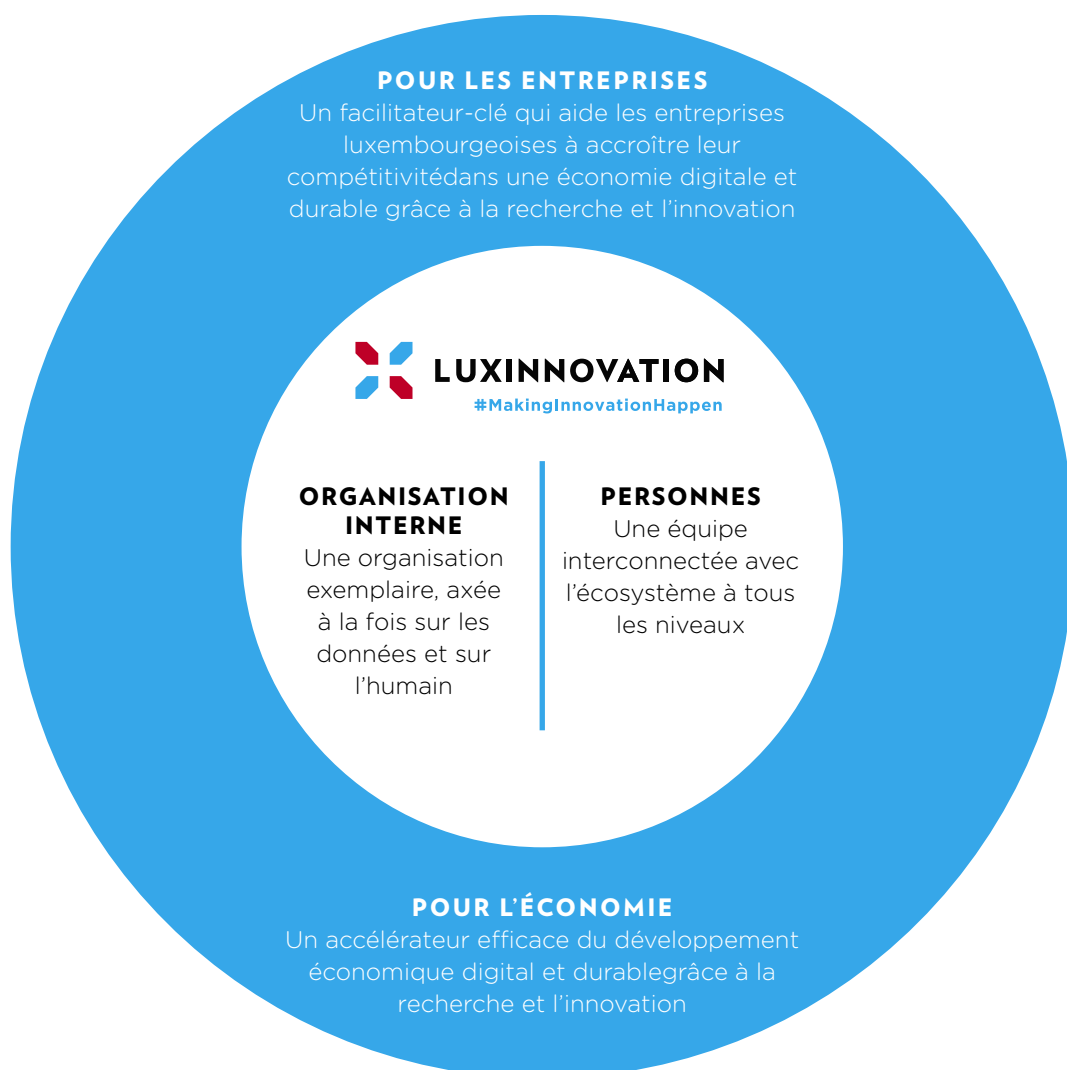 POUR LES ENTREPRISES
Un facilitateur-clé qui aide les entreprises
luxembourgeoises à accroître leur
compétitivitédans une économie digitale et
durable grâce à la recherche et l’innovation
LUXINNOVATION
#MakingInnovationHappen
ORGANISATION
INTERNE
Une organisation
exemplaire, axée
à la fois sur les
données et sur
l’humain
PERSONNES
Une équipe
interconnectée avec
l’écosystème à tous
les niveaux
POUR L’ÉCONOMIE
Un accélérateur efficace du développement
économique digital et durablegrâce à la
recherche et l’innovation